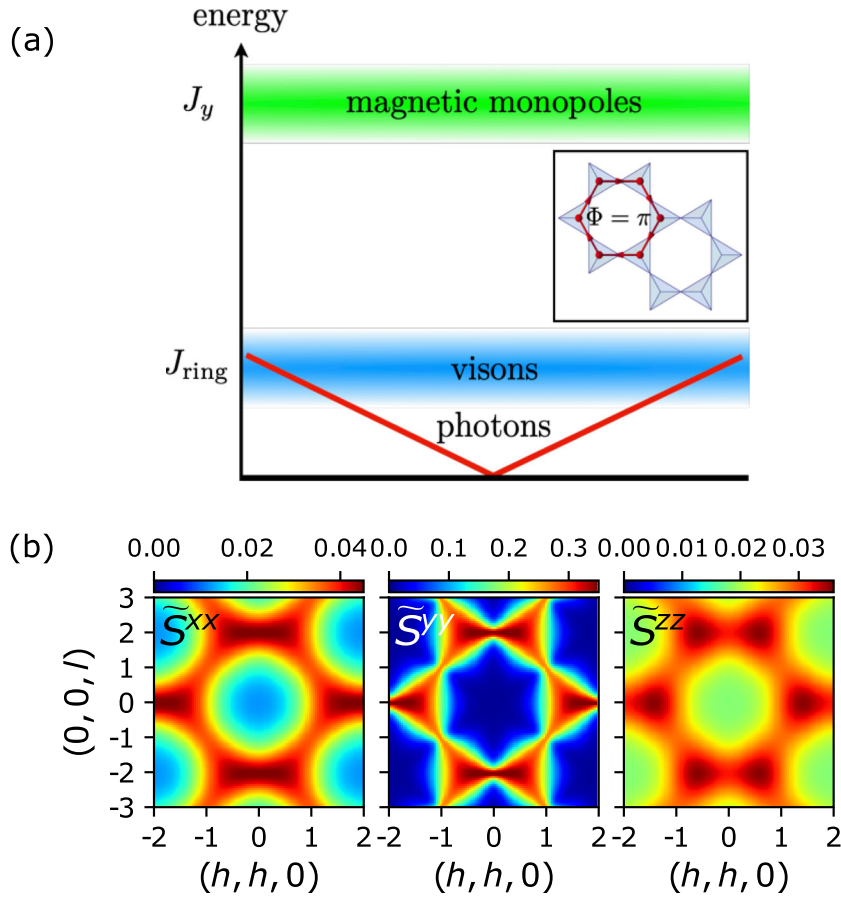 (a)
energy
J_y
magnetic monopoles
Φ = π
J_ring
visons
photons
(b)
0.00 0.02 0.04 0.0 0.1 0.2 0.3 0.00 0.01 0.02 0.03
S̃^xx S̃^yy S̃^zz
(0, 0, l)
3
2
1
0
-1
-2
-3
-2 -1 0 1 2 -2 -1 0 1 2 -2 -1 0 1 2
(h, h, 0) (h, h, 0) (h, h, 0)